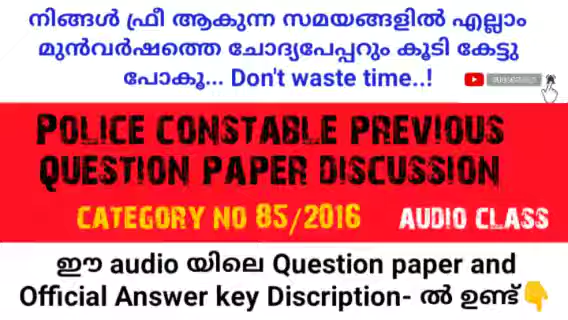 നിങ്ങൾ ഫ്രീ ആകുന്ന സമയങ്ങളിൽ എല്ലാം
മുൻവർഷത്തെ ചോദ്യപേപ്പറും കൂടി കേട്ടു
പോകൂ... Don't waste time..!
POLICE CONSTABLE PREVIOUS
QUESTION PAPER DISCUSSION
CATEGORY NO 85/2016 AUDIO CLASS
ഈ audio യിലെ Question paper and
Official Answer key Discription- ൽ ഉണ്ട്👇